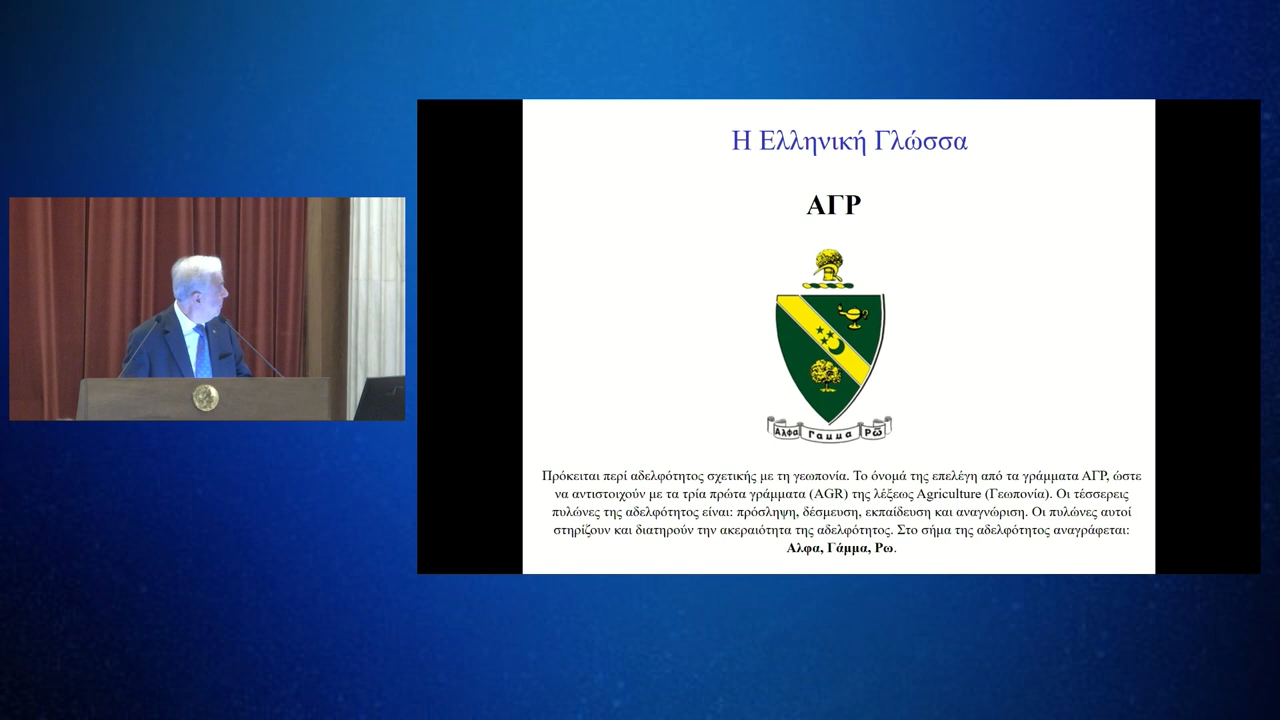 Η Ελληνική Γλώσσα
ΑΓΡ
Αλφα Γαμμα Ρῶ
Πρόκειται περί αδελφότητος σχετικής με τη γεωπονία. Το όνομά της επελέγη από τα γράμματα ΑΓΡ, ώστε
να αντιστοιχούν με τα τρία πρώτα γράμματα (AGR) της λέξεως Agriculture (Γεωπονία). Οι τέσσερεις
πυλώνες της αδελφότητος είναι: πρόσληψη, δέσμευση, εκπαίδευση και αναγνώριση. Οι πυλώνες αυτοί
στηρίζουν και διατηρούν την ακεραιότητα της αδελφότητος. Στο σήμα της αδελφότητος αναγράφεται:
Αλφα, Γάμμα, Ρω.